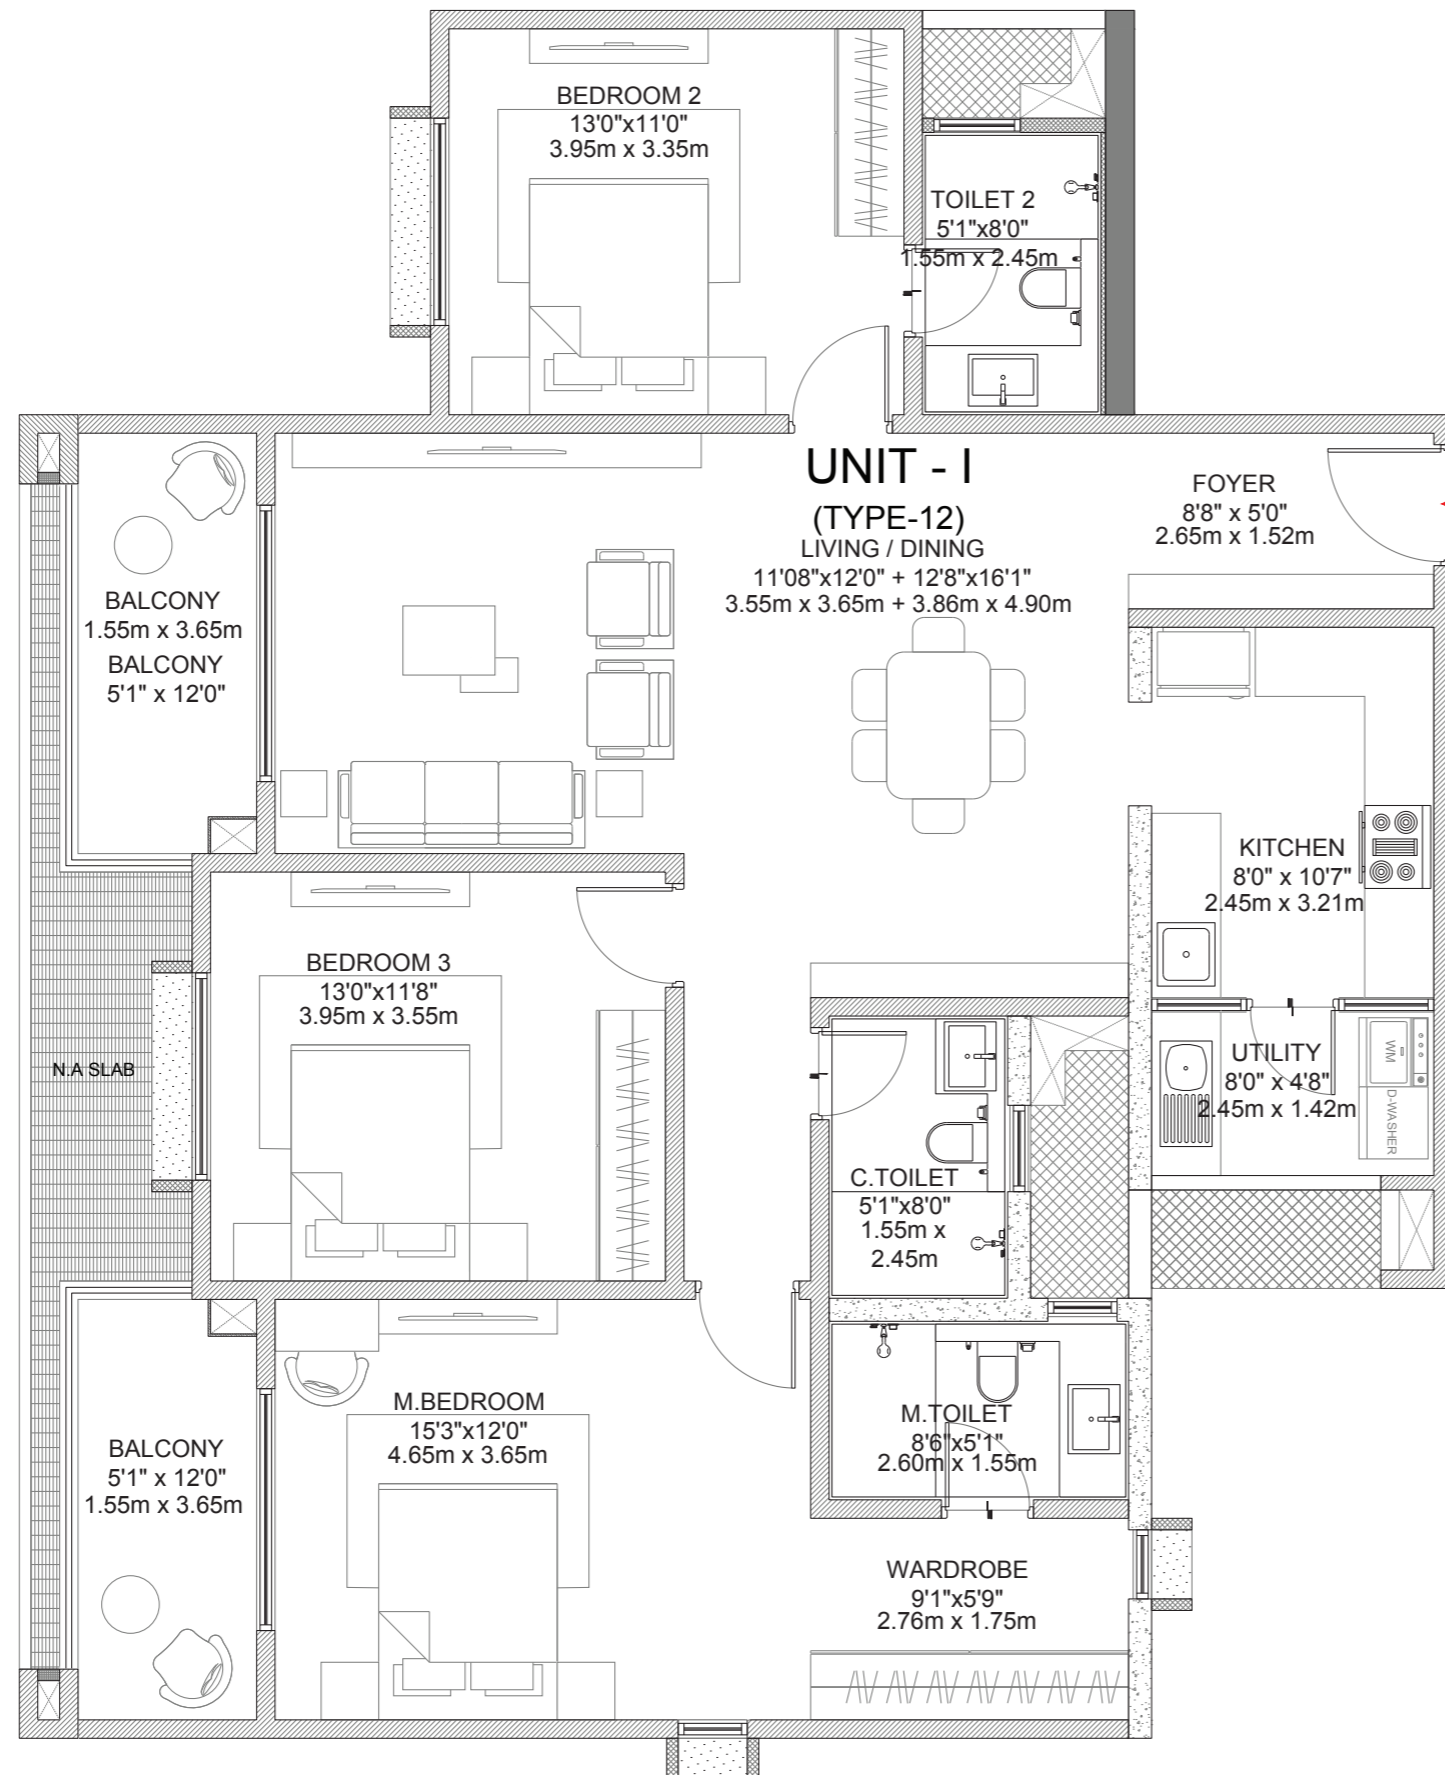 BEDROOM 2
13'0"x11'0"
3.95m x 3.35m
TOILET 2
5'1"x8'0"
1.55m x 2.45m
UNIT - I
(TYPE-12)
LIVING / DINING
11'08"x12'0" + 12'8"x16'1"
3.55m x 3.65m + 3.86m x 4.90m
FOYER
8'8" x 5'0"
2.65m x 1.52m
BALCONY
1.55m x 3.65m
BALCONY
5'1" x 12'0"
KITCHEN
8'0" x 10'7"
2.45m x 3.21m
BEDROOM 3
13'0"x11'8"
3.95m x 3.55m
N.A SLAB
UTILITY
8'0" x 4'8"
2.45m x 1.42m
WM
D-WASHER
C.TOILET
5'1"x8'0"
1.55m x
2.45m
M.BEDROOM
15'3"x12'0"
4.65m x 3.65m
M.TOILET
8'6"x5'1"
2.60m x 1.55m
BALCONY
5'1" x 12'0"
1.55m x 3.65m
WARDROBE
9'1"x5'9"
2.76m x 1.75m